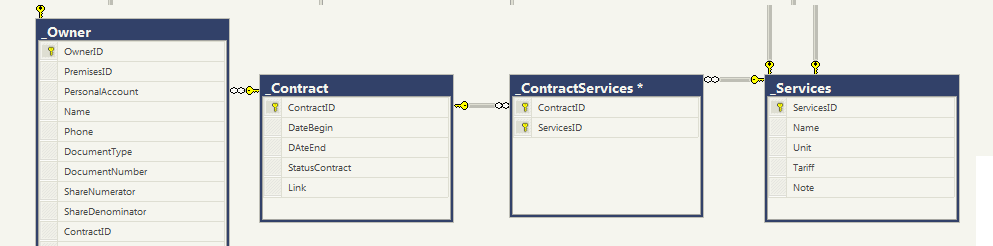 _Owner
OwnerID
PremisesID
PersonalAccount
Name
Phone
DocumentType
DocumentNumber
ShareNumerator
ShareDenominator
ContractID
_Contract
ContractID
DateBegin
DAteEnd
StatusContract
Link
_ContractServices *
ContractID
ServicesID
_Services
ServicesID
Name
Unit
Tariff
Note